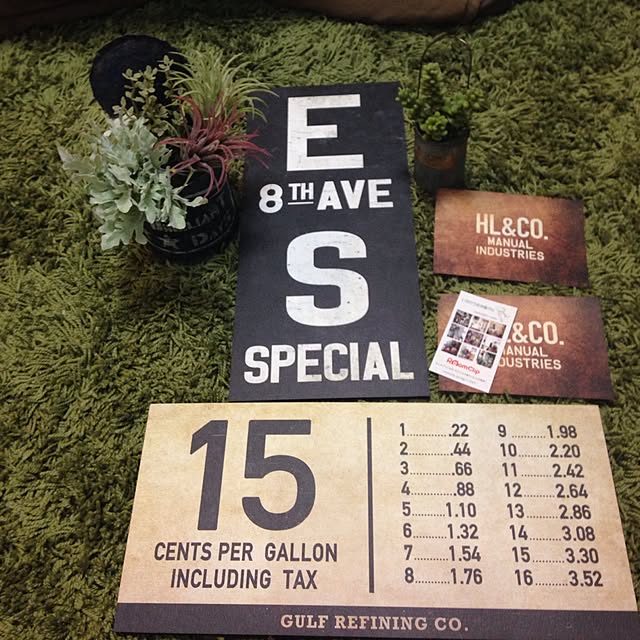 E
8TH AVE
S
SPECIAL
HL&CO.
MANUAL
INDUSTRIES
&CO.
ANUAL
DUSTRIES
RoomClip
15
CENTS PER GALLON
INCLUDING TAX
1..........22
2..........44
3..........66
4..........88
5........1.10
6........1.32
7........1.54
8........1.76
9........1.98
10........2.20
11........2.42
12........2.64
13........2.86
14........3.08
15........3.30
16........3.52
GULF REFINING CO.